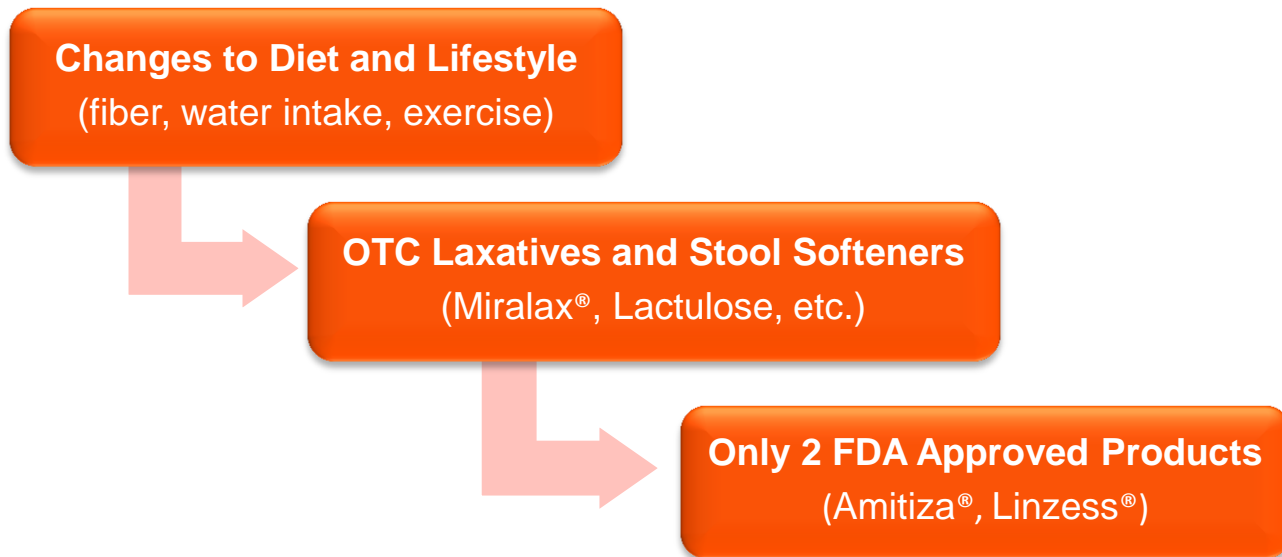 Changes to Diet and Lifestyle
(fiber, water intake, exercise)
OTC Laxatives and Stool Softeners
(Miralax®, Lactulose, etc.)
Only 2 FDA Approved Products
(Amitiza®, Linzess®)